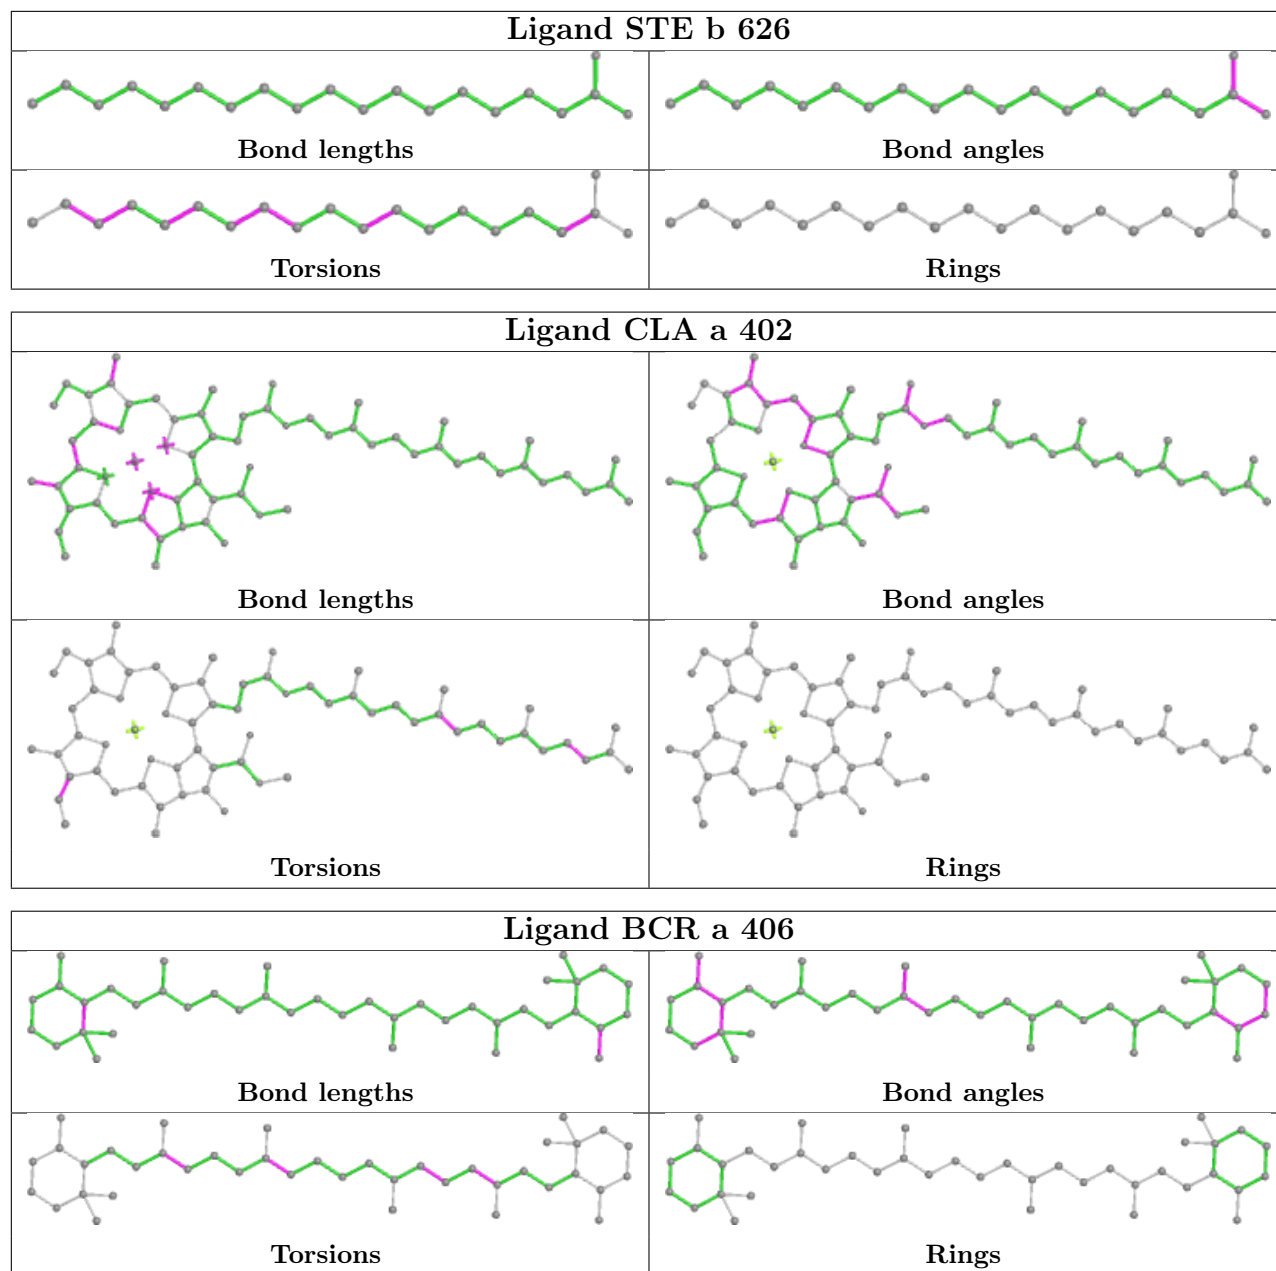 Ligand STE b 626
Bond lengths
Bond angles
Torsions
Rings
Ligand CLA a 402
Bond lengths
Bond angles
Torsions
Rings
Ligand BCR a 406
Bond lengths
Bond angles
Torsions
Rings